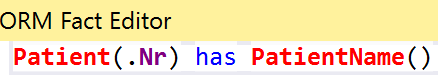 ORM Fact Editor
Patient(.Nr) has PatientName()